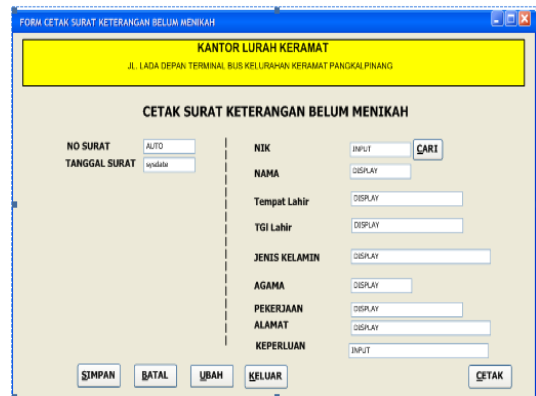 FORM CETAK SURAT KETERANGAN BELUM MENIKAH
KANTOR LURAH KERAMAT
JL. LADA DEPAN TERMINAL BUS KELURAHAN KERAMAT PANGKALPINANG
CETAK SURAT KETERANGAN BELUM MENIKAH
NO SURAT AUTO
TANGGAL SURAT sysdate
NIK INPUT CARI
NAMA DISPLAY
Tempat Lahir DISPLAY
TGl Lahir DISPLAY
JENIS KELAMIN DISPLAY
AGAMA DISPLAY
PEKERJAAN DISPLAY
ALAMAT DISPLAY
KEPERLUAN INPUT
SIMPAN BATAL UBAH KELUAR CETAK